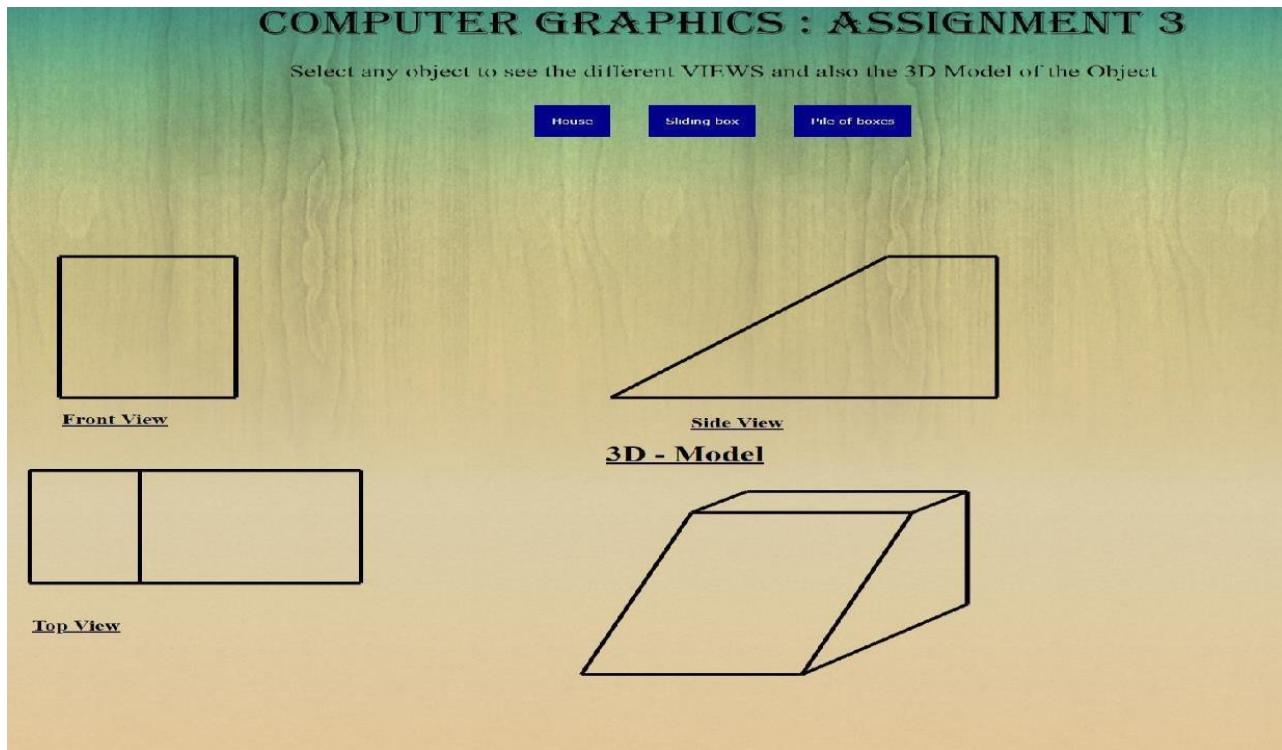 COMPUTER GRAPHICS : ASSIGNMENT 3
Select any object to see the different VIEWS and also the 3D Model of the Object
House Sliding box Pile of boxes
Front View
Side View
3D - Model
Top View